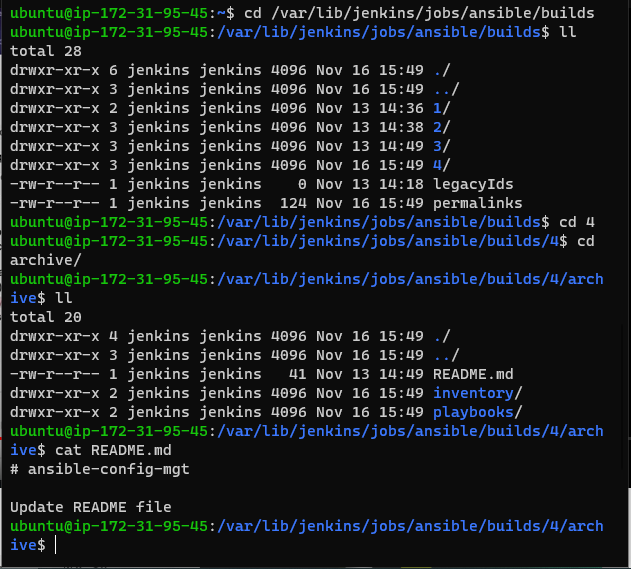 ubuntu@ip-172-31-95-45:~$ cd /var/lib/jenkins/jobs/ansible/builds
ubuntu@ip-172-31-95-45:/var/lib/jenkins/jobs/ansible/builds$ ll
total 28
drwxr-xr-x 6 jenkins jenkins 4096 Nov 16 15:49 ./
drwxr-xr-x 3 jenkins jenkins 4096 Nov 16 15:49 ../
drwxr-xr-x 2 jenkins jenkins 4096 Nov 13 14:36 1/
drwxr-xr-x 3 jenkins jenkins 4096 Nov 13 14:38 2/
drwxr-xr-x 3 jenkins jenkins 4096 Nov 13 14:49 3/
drwxr-xr-x 3 jenkins jenkins 4096 Nov 16 15:49 4/
-rw-r--r-- 1 jenkins jenkins    0 Nov 13 14:18 legacyIds
-rw-r--r-- 1 jenkins jenkins  124 Nov 16 15:49 permalinks
ubuntu@ip-172-31-95-45:/var/lib/jenkins/jobs/ansible/builds$ cd 4
ubuntu@ip-172-31-95-45:/var/lib/jenkins/jobs/ansible/builds/4$ cd
archive/
ubuntu@ip-172-31-95-45:/var/lib/jenkins/jobs/ansible/builds/4/arch
ive$ ll
total 20
drwxr-xr-x 4 jenkins jenkins 4096 Nov 16 15:49 ./
drwxr-xr-x 3 jenkins jenkins 4096 Nov 16 15:49 ../
-rw-r--r-- 1 jenkins jenkins   41 Nov 13 14:49 README.md
drwxr-xr-x 2 jenkins jenkins 4096 Nov 16 15:49 inventory/
drwxr-xr-x 2 jenkins jenkins 4096 Nov 16 15:49 playbooks/
ubuntu@ip-172-31-95-45:/var/lib/jenkins/jobs/ansible/builds/4/arch
ive$ cat README.md
# ansible-config-mgt

Update README file
ubuntu@ip-172-31-95-45:/var/lib/jenkins/jobs/ansible/builds/4/arch
ive$